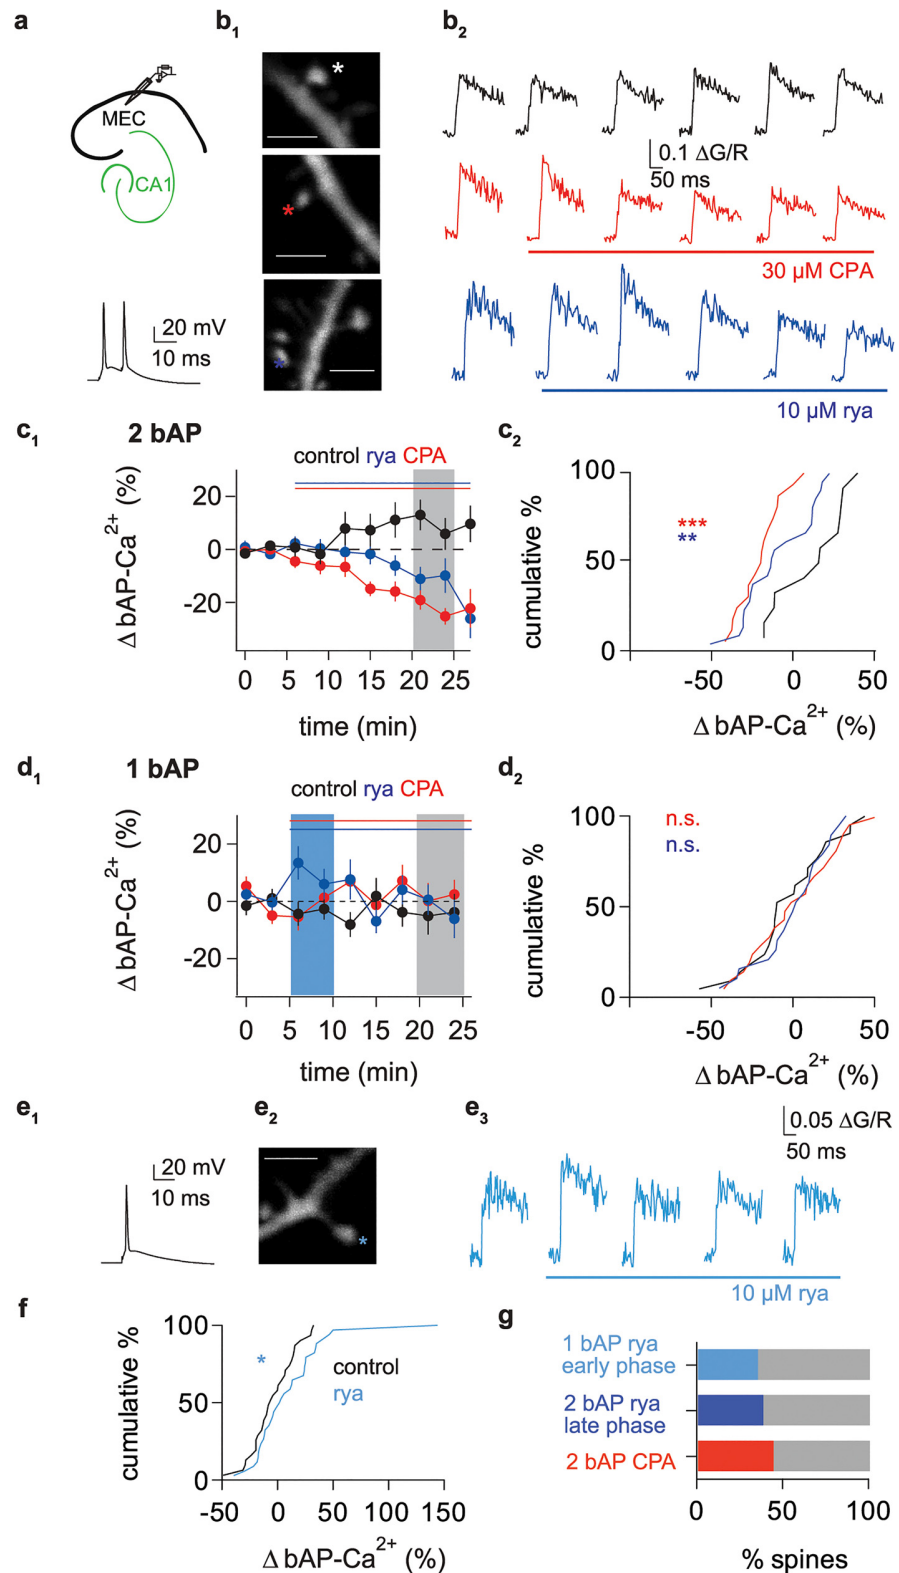 a
b1
b2
*
MEC
CA1
0.1 ΔG/R
50 ms
*
30 µM CPA
20 mV
10 ms
*
10 µM rya
c1
2 bAP
c2
control rya CPA
Δ bAP-Ca2+ (%)
20
0
-20
0 5 10 15 20 25
time (min)
cumulative %
100
50
0
***
**
-50 0 50
Δ bAP-Ca2+ (%)
d1
1 bAP
d2
control rya CPA
Δ bAP-Ca2+ (%)
20
0
-20
0 5 10 15 20 25
time (min)
cumulative %
100
50
0
n.s.
n.s.
-50 0 50
Δ bAP-Ca2+ (%)
e1
e2
e3
0.05 ΔG/R
50 ms
20 mV
10 ms
*
10 µM rya
f
cumulative %
100
50
0
*
control
rya
-50 0 50 100 150
Δ bAP-Ca2+ (%)
g
1 bAP rya
early phase
2 bAP rya
late phase
2 bAP CPA
0 50 100
% spines